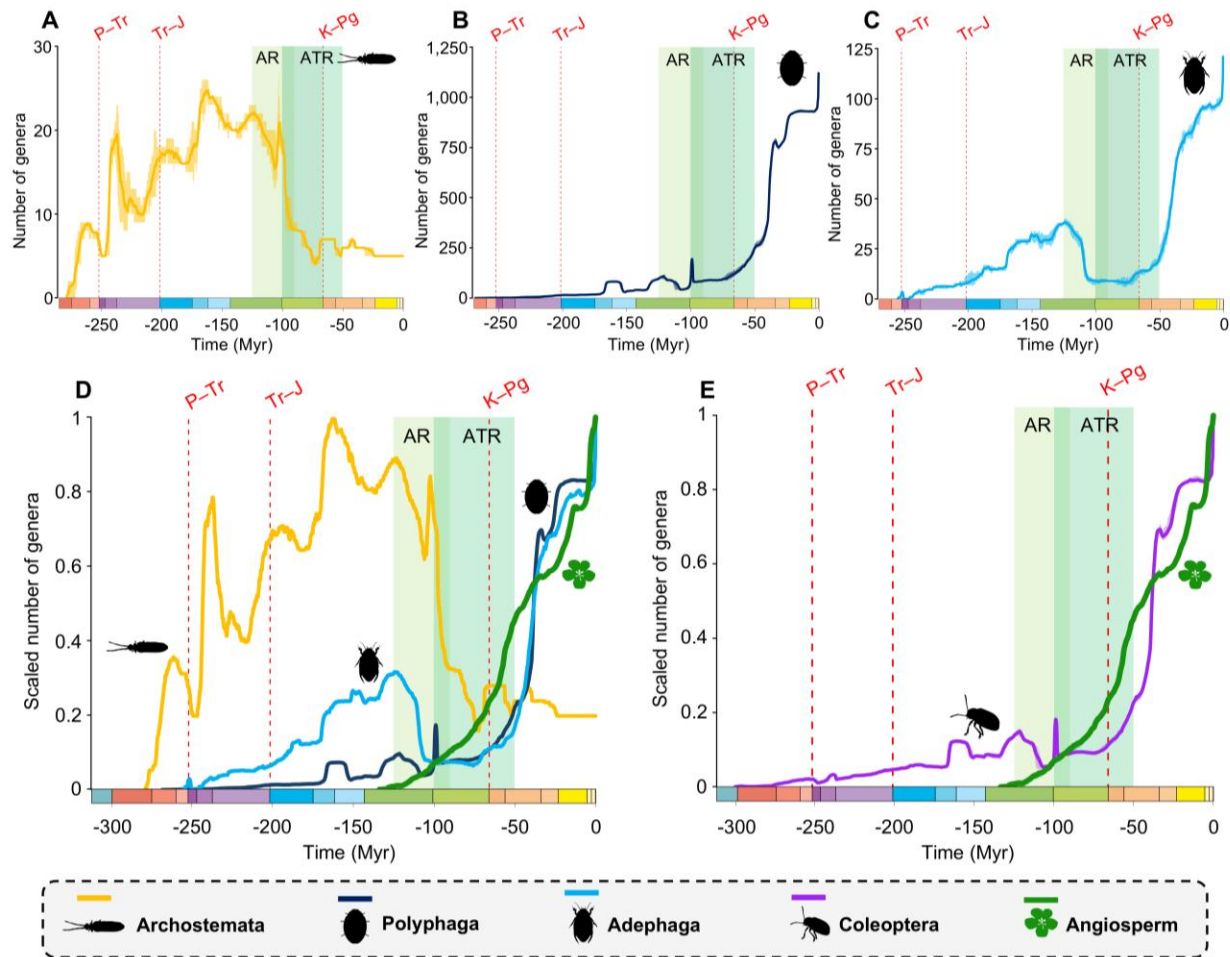 A
P–Tr
Tr–J
K–Pg
AR
ATR
Number of genera
30
20
10
0
-250
-200
-150
-100
-50
0
Time (Myr)
B
P–Tr
Tr–J
K–Pg
AR
ATR
Number of genera
1,250
1,000
750
500
250
0
-250
-200
-150
-100
-50
0
Time (Myr)
C
P–Tr
Tr–J
K–Pg
AR
ATR
Number of genera
125
100
75
50
25
0
-250
-200
-150
-100
-50
0
Time (Myr)
D
P–Tr
Tr–J
K–Pg
AR
ATR
Scaled number of genera
1
0.8
0.6
0.4
0.2
0
-300
-250
-200
-150
-100
-50
0
Time (Myr)
E
P–Tr
Tr–J
K–Pg
AR
ATR
Scaled number of genera
1
0.8
0.6
0.4
0.2
0
-300
-250
-200
-150
-100
-50
0
Time (Myr)
Archostemata
Polyphaga
Adephaga
Coleoptera
Angiosperm